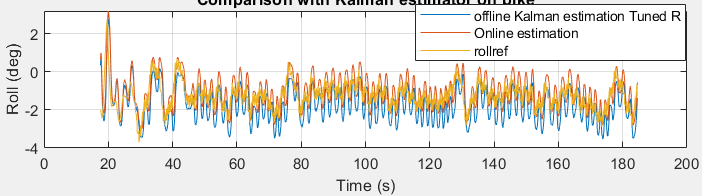 Comparison with Kalman estimator on bike
offline Kalman estimation Tuned R
Online estimation
rollref
Roll (deg)
2
0
-2
-4
0 20 40 60 80 100 120 140 160 180 200
Time (s)